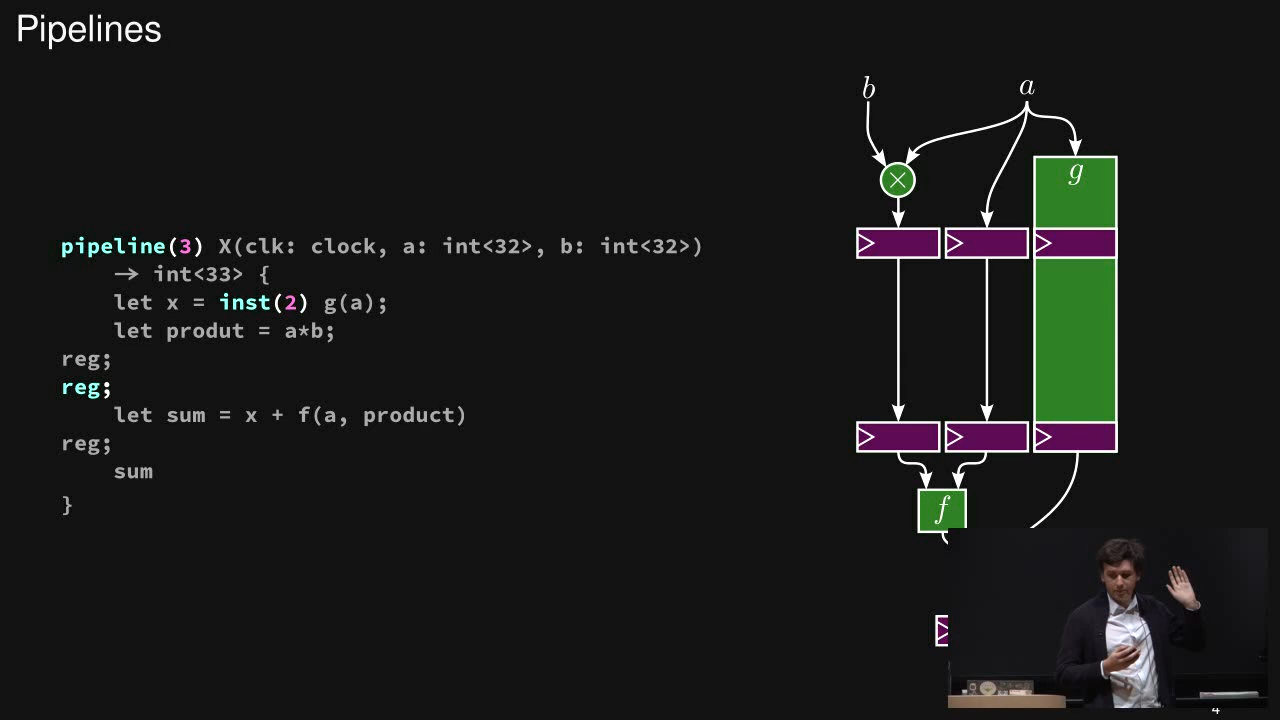 Pipelines
b
a
×
g
pipeline(3) X(clk: clock, a: int<32>, b: int<32>)
-> int<33> {
let x = inst(2) g(a);
let produt = a*b;
reg;
reg;
let sum = x + f(a, product)
reg;
sum
}
f
4